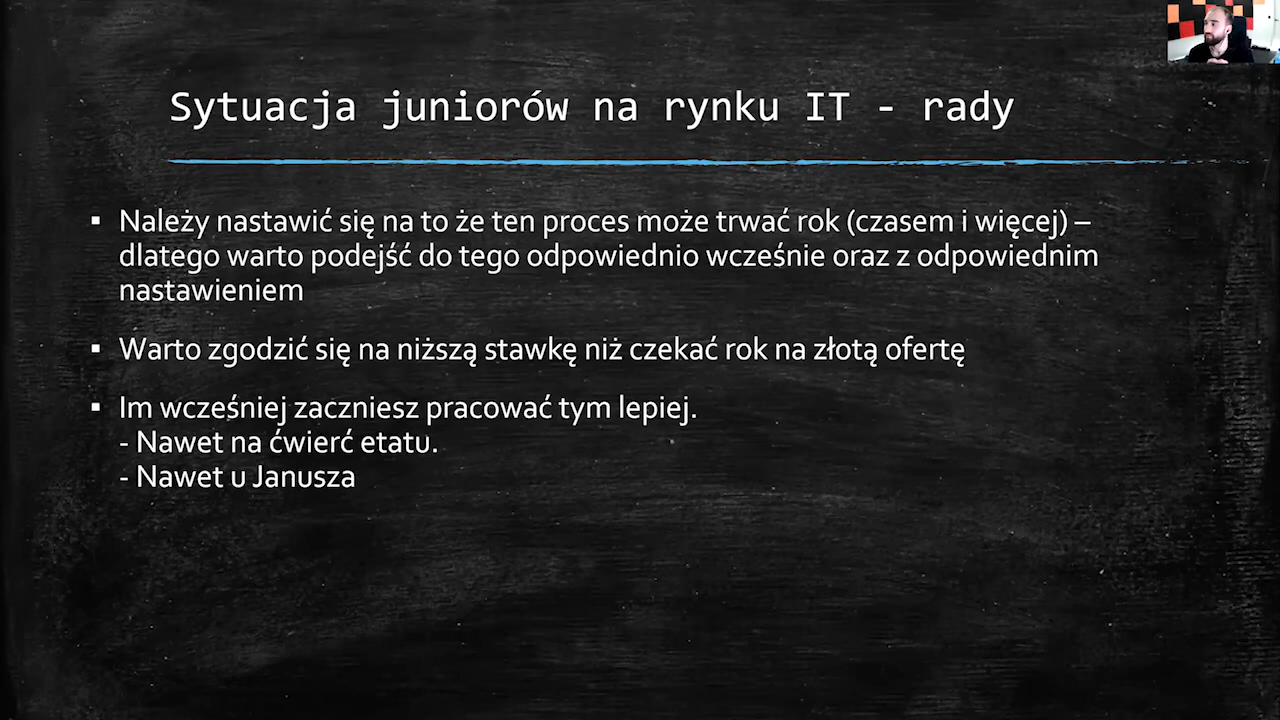 Sytuacja juniorów na rynku IT - rady
▪ Należy nastawić się na to że ten proces może trwać rok (czasem i więcej) –
dlatego warto podejść do tego odpowiednio wcześnie oraz z odpowiednim
nastawieniem
▪ Warto zgodzić się na niższą stawkę niż czekać rok na złotą ofertę
▪ Im wcześniej zaczniesz pracować tym lepiej.
- Nawet na ćwierć etatu.
- Nawet u Janusza